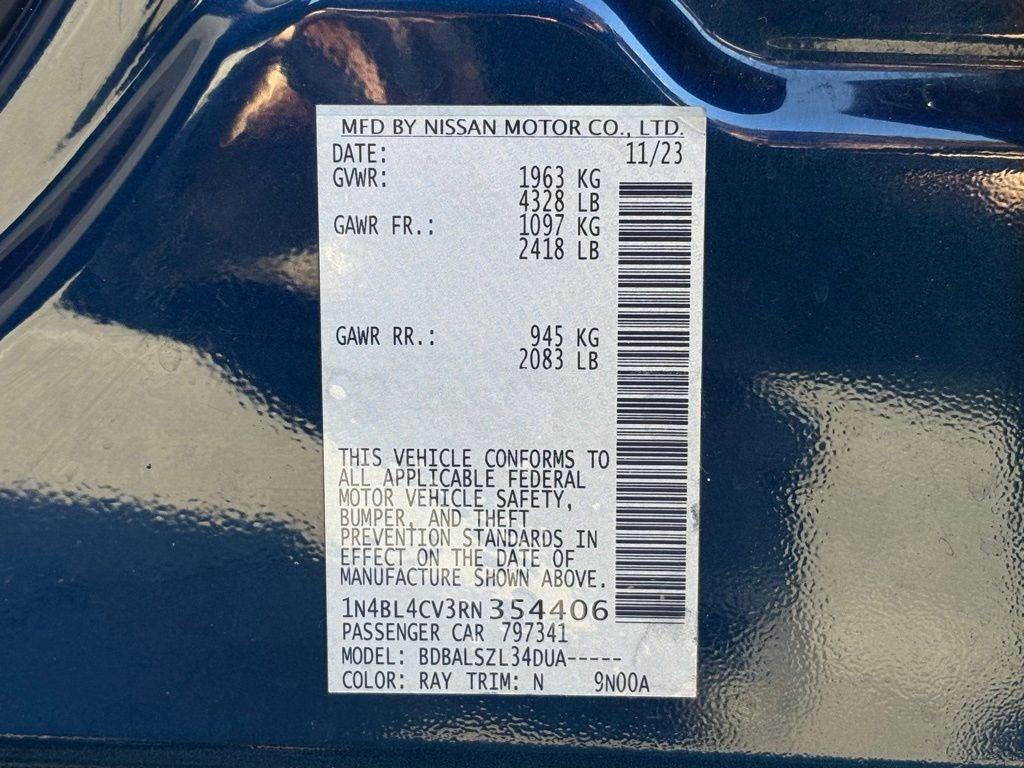 MFD BY NISSAN MOTOR CO., LTD.
DATE: 11/23
GVWR: 1963 KG
4328 LB
GAWR FR.: 1097 KG
2418 LB
GAWR RR.: 945 KG
2083 LB
THIS VEHICLE CONFORMS TO
ALL APPLICABLE FEDERAL
MOTOR VEHICLE SAFETY,
BUMPER, AND THEFT
PREVENTION STANDARDS IN
EFFECT ON THE DATE OF
MANUFACTURE SHOWN ABOVE.
1N4BL4CV3RN354406
PASSENGER CAR 797341
MODEL: BDBALSZL34DUA-----
COLOR: RAY TRIM: N 9N00A